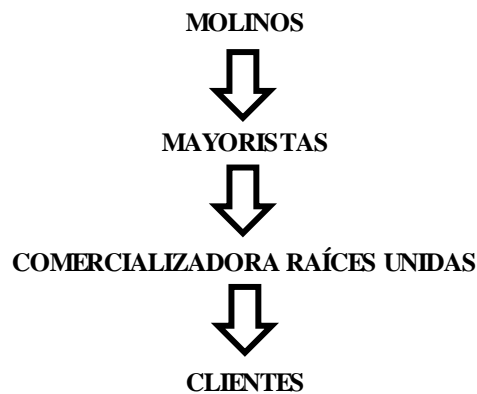 MOLINOS
MAYORISTAS
COMERCIALIZADORA RAÍCES UNIDAS
CLIENTES